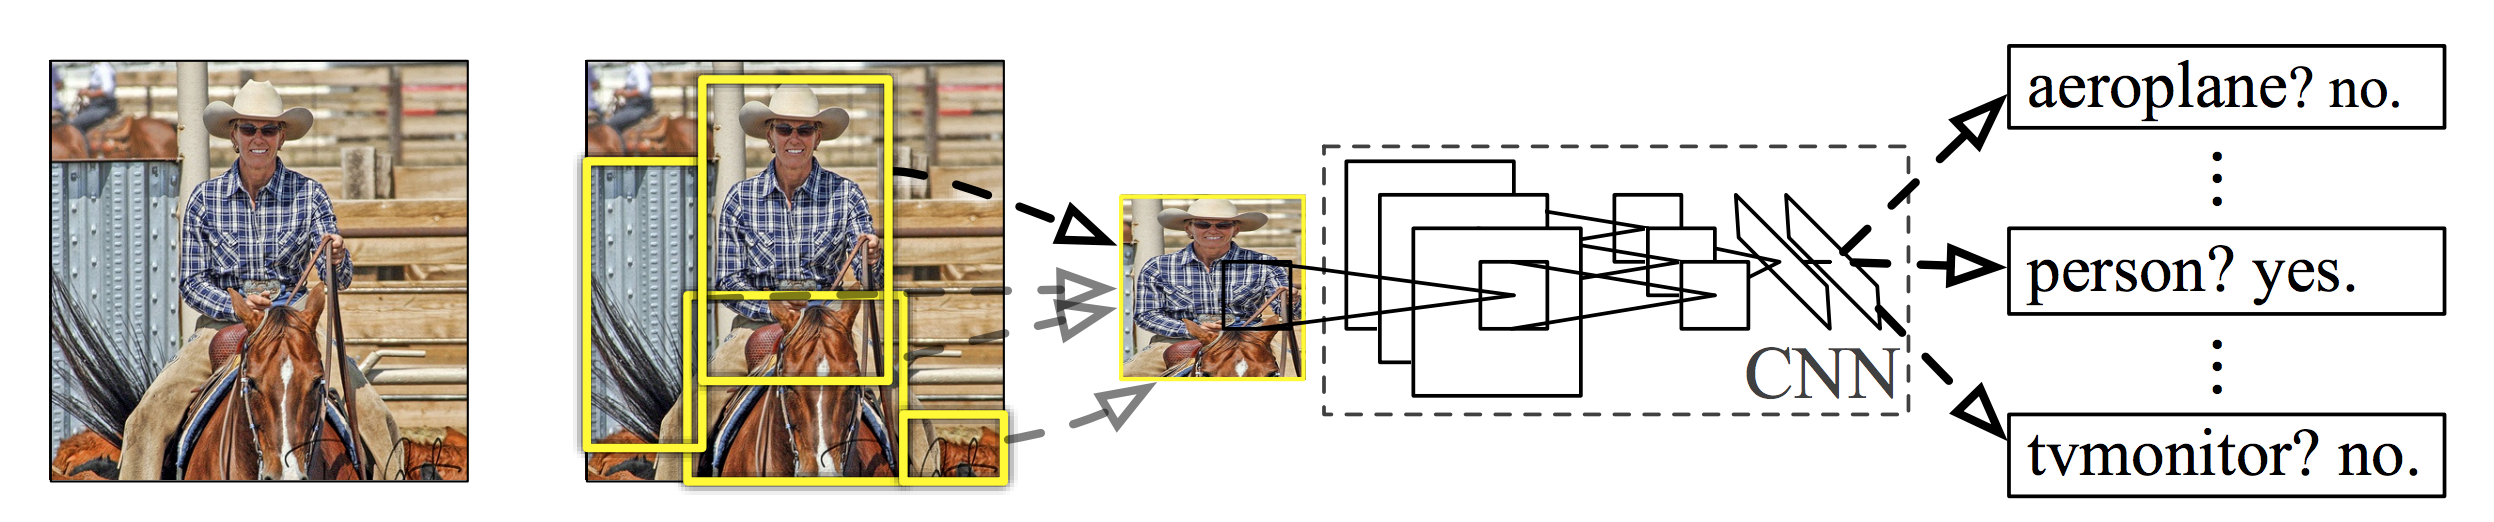 aeroplane? no.
person? yes.
CNN
tvmonitor? no.